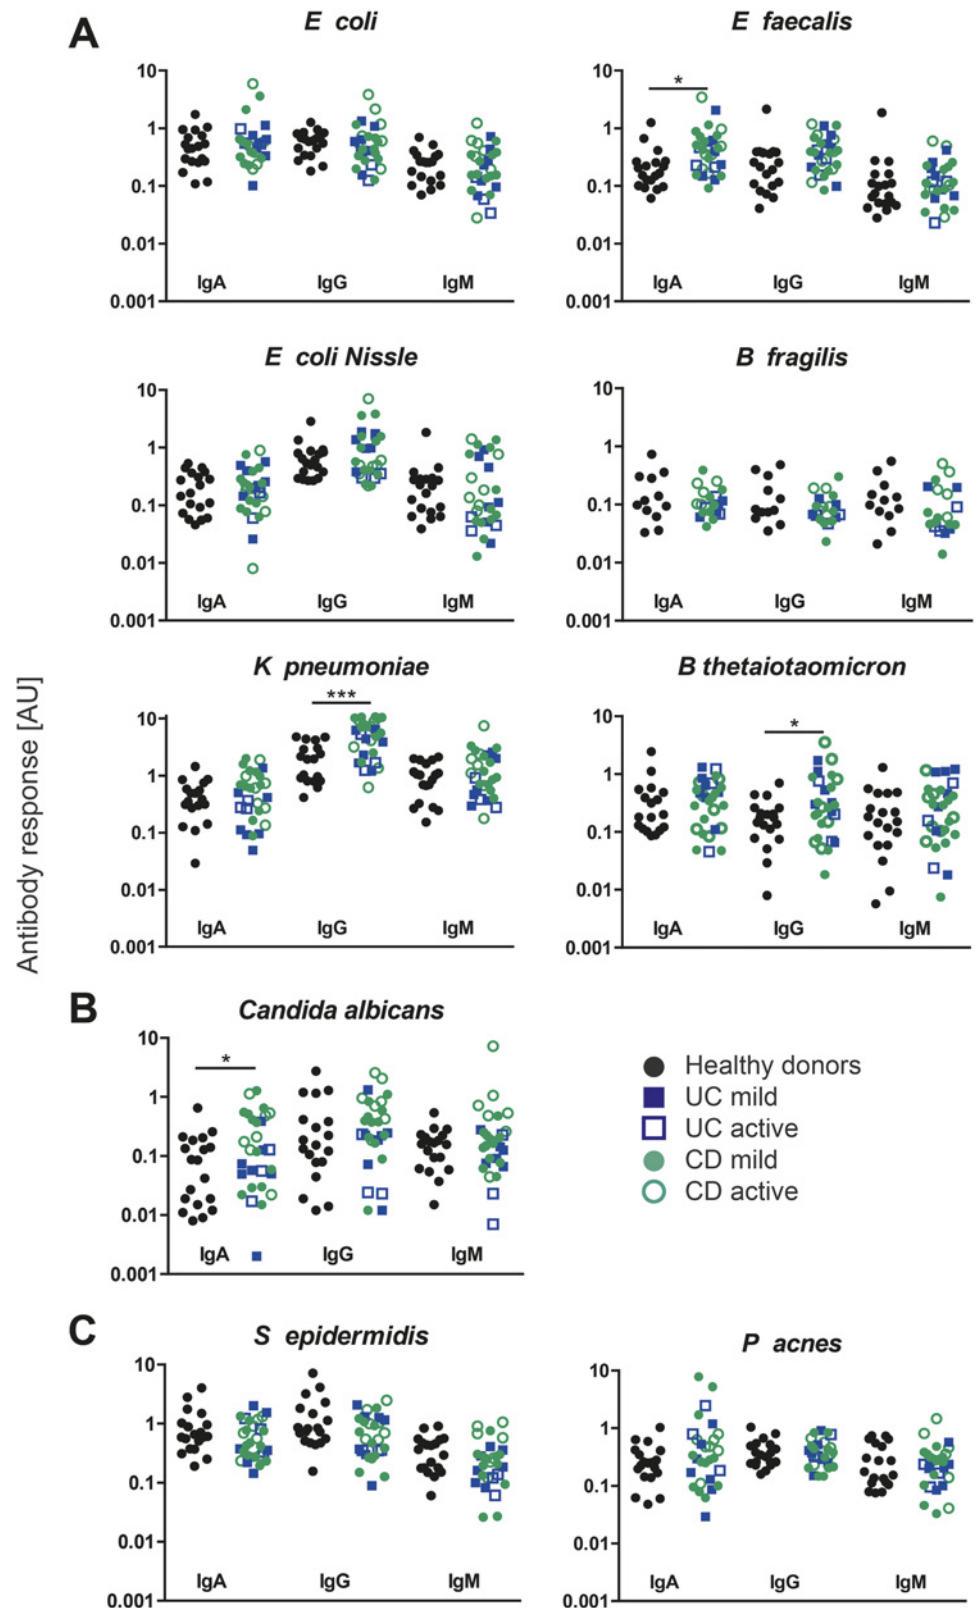 A
E coli
10
1
0.1
0.01
0.001
IgA
IgG
IgM
E faecalis
10
1
0.1
0.01
0.001
*
IgA
IgG
IgM
E coli Nissle
10
1
0.1
0.01
0.001
IgA
IgG
IgM
B fragilis
10
1
0.1
0.01
0.001
IgA
IgG
IgM
Antibody response [AU]
K pneumoniae
10
1
0.1
0.01
0.001
***
IgA
IgG
IgM
B thetaiotaomicron
10
1
0.1
0.01
0.001
*
IgA
IgG
IgM
B
Candida albicans
10
1
0.1
0.01
0.001
*
IgA
IgG
IgM
Healthy donors
UC mild
UC active
CD mild
CD active
C
S epidermidis
10
1
0.1
0.01
0.001
IgA
IgG
IgM
P acnes
10
1
0.1
0.01
0.001
IgA
IgG
IgM